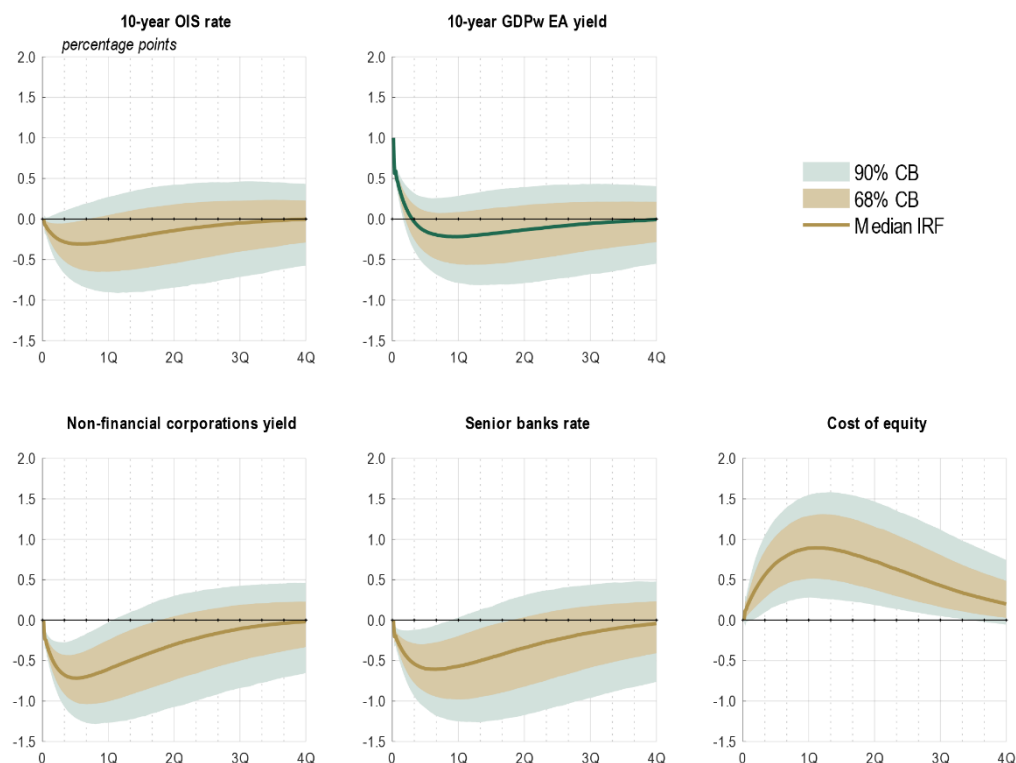 10-year OIS rate
percentage points
2.0
1.5
1.0
0.5
0.0
-0.5
-1.0
-1.5
0 1Q 2Q 3Q 4Q
10-year GDPw EA yield
2.0
1.5
1.0
0.5
0.0
-0.5
-1.0
-1.5
0 1Q 2Q 3Q 4Q
90% CB
68% CB
Median IRF
Non-financial corporations yield
2.0
1.5
1.0
0.5
0.0
-0.5
-1.0
-1.5
0 1Q 2Q 3Q 4Q
Senior banks rate
2.0
1.5
1.0
0.5
0.0
-0.5
-1.0
-1.5
0 1Q 2Q 3Q 4Q
Cost of equity
2.0
1.5
1.0
0.5
0.0
-0.5
-1.0
-1.5
0 1Q 2Q 3Q 4Q